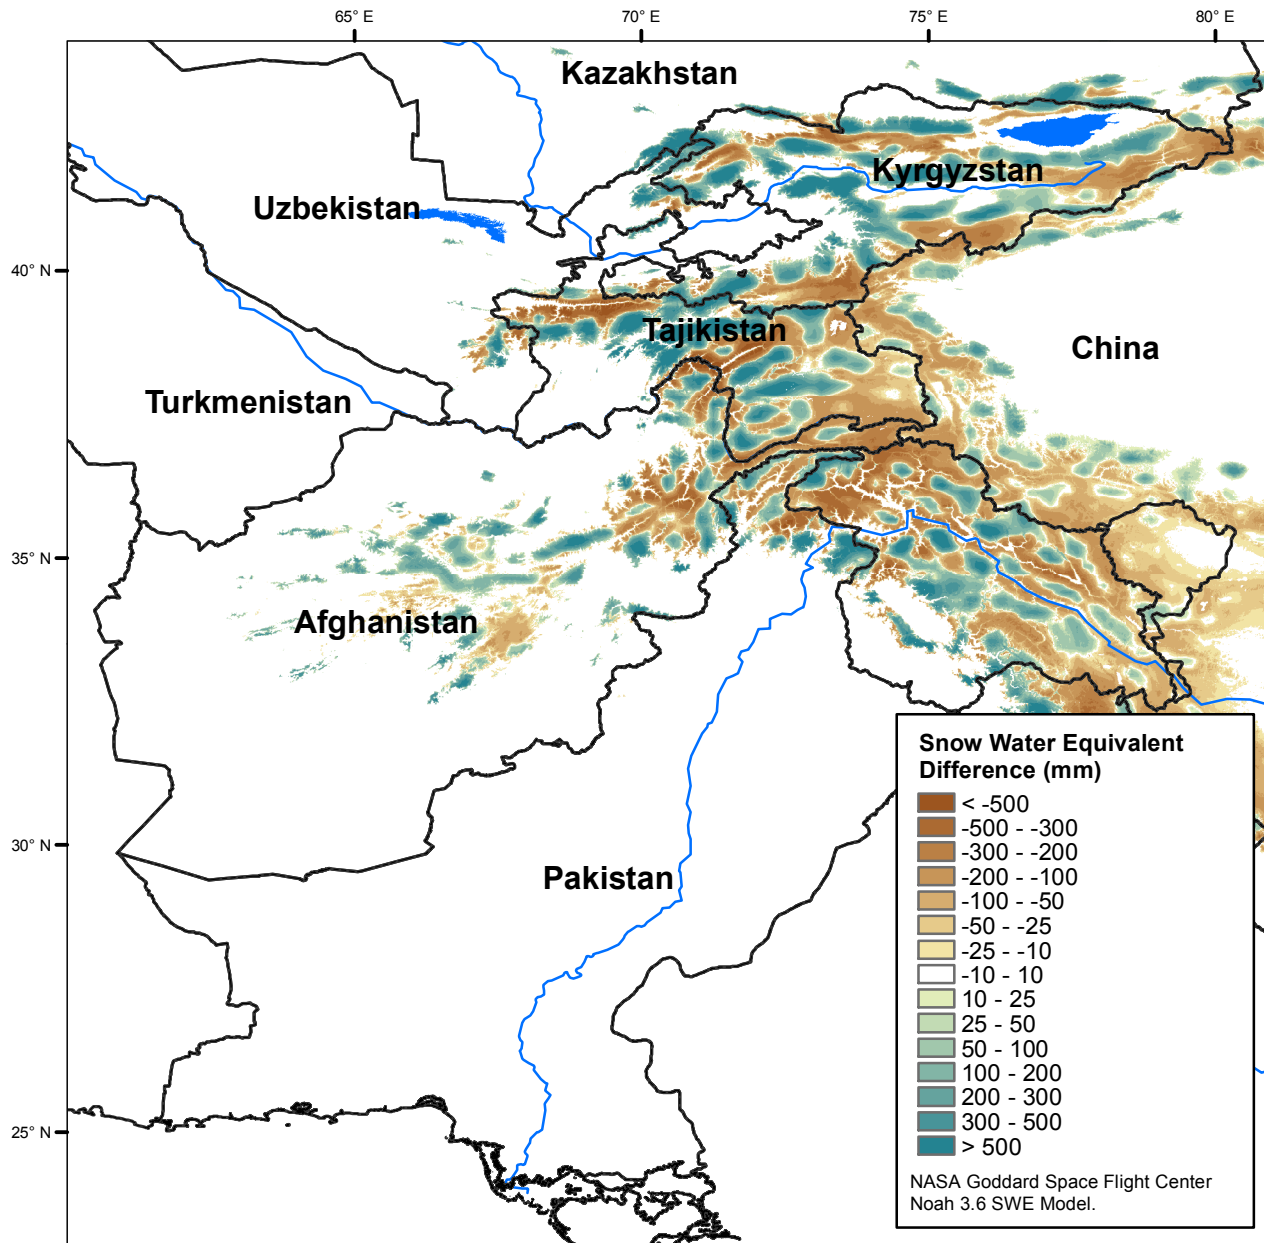 65° E
70° E
75° E
80° E
Kazakhstan
Kyrgyzstan
Uzbekistan
40° N
Tajikistan
China
Turkmenistan
35° N
Afghanistan
Snow Water Equivalent
Difference (mm)
< -500
-500 - -300
-300 - -200
-200 - -100
-100 - -50
-50 - -25
-25 - -10
-10 - 10
10 - 25
25 - 50
50 - 100
100 - 200
200 - 300
300 - 500
> 500
30° N
Pakistan
25° N
NASA Goddard Space Flight Center
Noah 3.6 SWE Model.